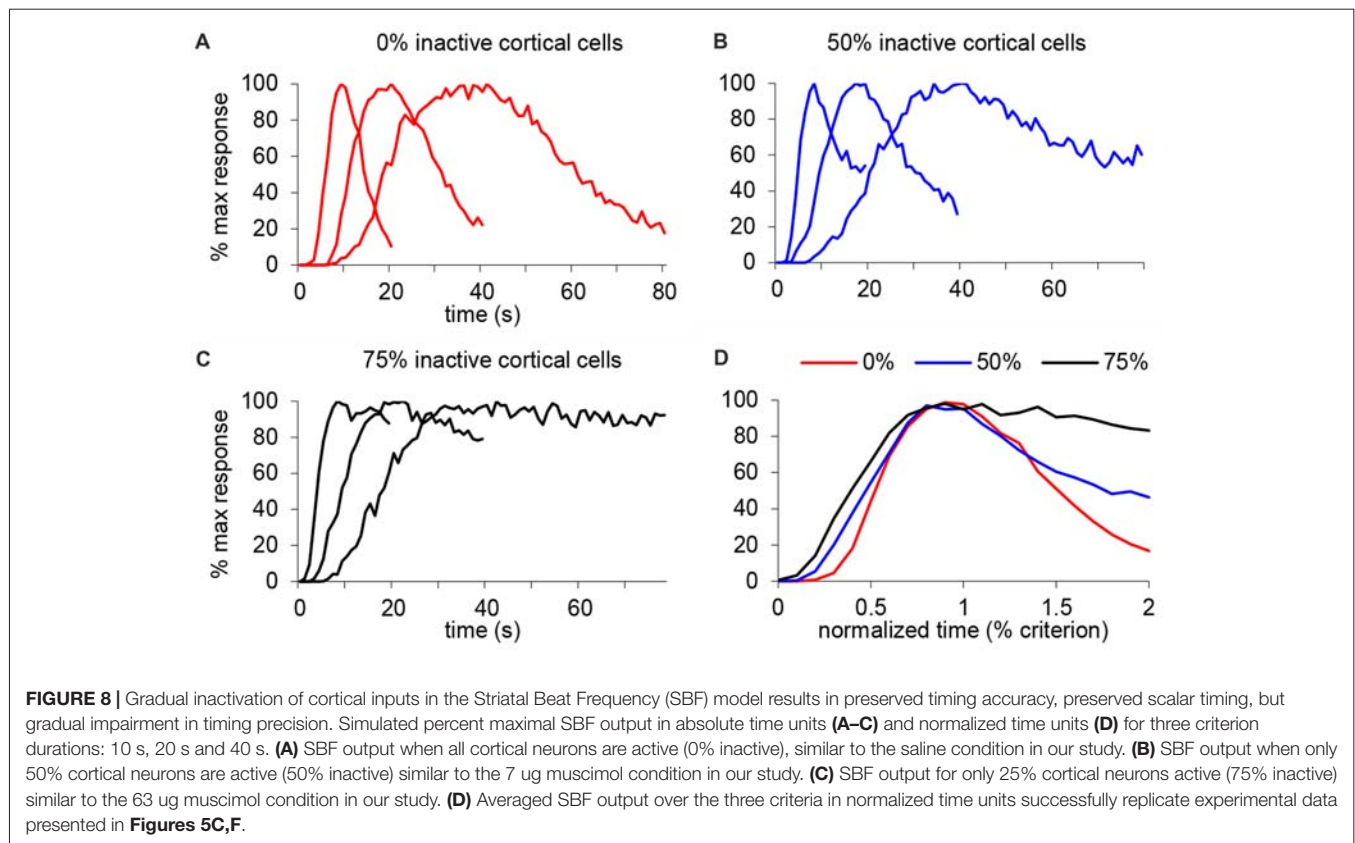 A 0% inactive cortical cells
B 50% inactive cortical cells
% max response
100
80
60
40
20
0
0 20 40 60 80
time (s)
100
80
60
40
20
0
0 20 40 60
C 75% inactive cortical cells
D 0% 50% 75%
% max response
100
80
60
40
20
0
0 20 40 60
time (s)
100
80
60
40
20
0
0 0.5 1 1.5 2
normalized time (% criterion)
FIGURE 8 | Gradual inactivation of cortical inputs in the Striatal Beat Frequency (SBF) model results in preserved timing accuracy, preserved scalar timing, but
gradual impairment in timing precision. Simulated percent maximal SBF output in absolute time units (A–C) and normalized time units (D) for three criterion
durations: 10 s, 20 s and 40 s. (A) SBF output when all cortical neurons are active (0% inactive), similar to the saline condition in our study. (B) SBF output when only
50% cortical neurons are active (50% inactive) similar to the 7 ug muscimol condition in our study. (C) SBF output for only 25% cortical neurons active (75% inactive)
similar to the 63 ug muscimol condition in our study. (D) Averaged SBF output over the three criteria in normalized time units successfully replicate experimental data
presented in Figures 5C,F.